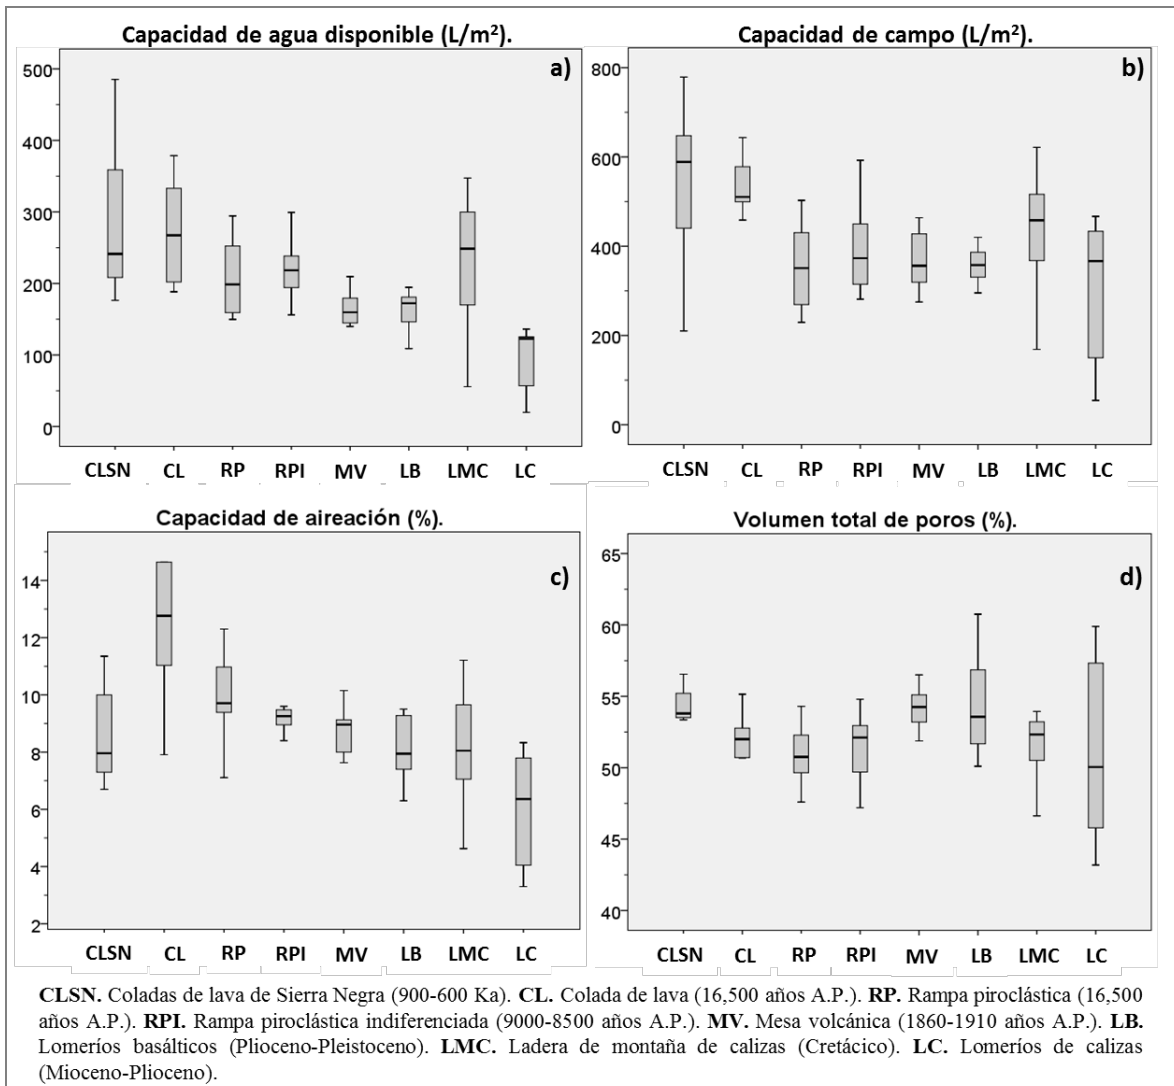 Capacidad de agua disponible (L/m²).
a)
500
400
300
200
100
0
CLSN CL RP RPI MV LB LMC LC
Capacidad de campo (L/m²).
b)
800
600
400
200
0
CLSN CL RP RPI MV LB LMC LC
Capacidad de aireación (%).
c)
14
12
10
8
6
4
2
CLSN CL RP RPI MV LB LMC LC
Volumen total de poros (%).
d)
65
60
55
50
45
40
CLSN CL RP RPI MV LB LMC LC
CLSN. Coladas de lava de Sierra Negra (900-600 Ka). CL. Colada de lava (16,500 años A.P.). RP. Rampa piroclástica (16,500
años A.P.). RPI. Rampa piroclástica indiferenciada (9000-8500 años A.P.). MV. Mesa volcánica (1860-1910 años A.P.). LB.
Lomeríos basálticos (Plioceno-Pleistoceno). LMC. Ladera de montaña de calizas (Cretácico). LC. Lomeríos de calizas
(Mioceno-Plioceno).